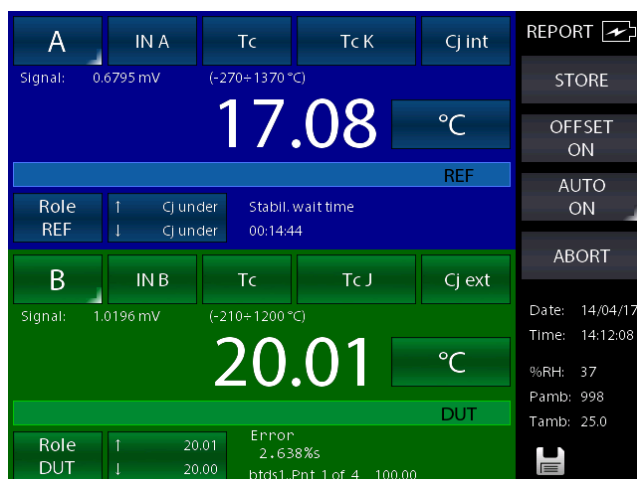 A IN A Tc Tc K Cj int
Signal: 0.6795 mV (-270÷1370 °C)
17.08 °C
REF
Role REF ↑ Cj under Stabil. wait time
↓ Cj under 00:14:44
B IN B Tc Tc J Cj ext
Signal: 1.0196 mV (-210÷1200 °C)
20.01 °C
DUT
Role DUT ↑ 20.01 Error
2.638%s
↓ 20.00 btds1..Pnt 1 of 4 100.00
REPORT
STORE
OFFSET
ON
AUTO
ON
ABORT
Date: 14/04/17
Time: 14:12:08
%RH: 37
Pamb: 998
Tamb: 25.0